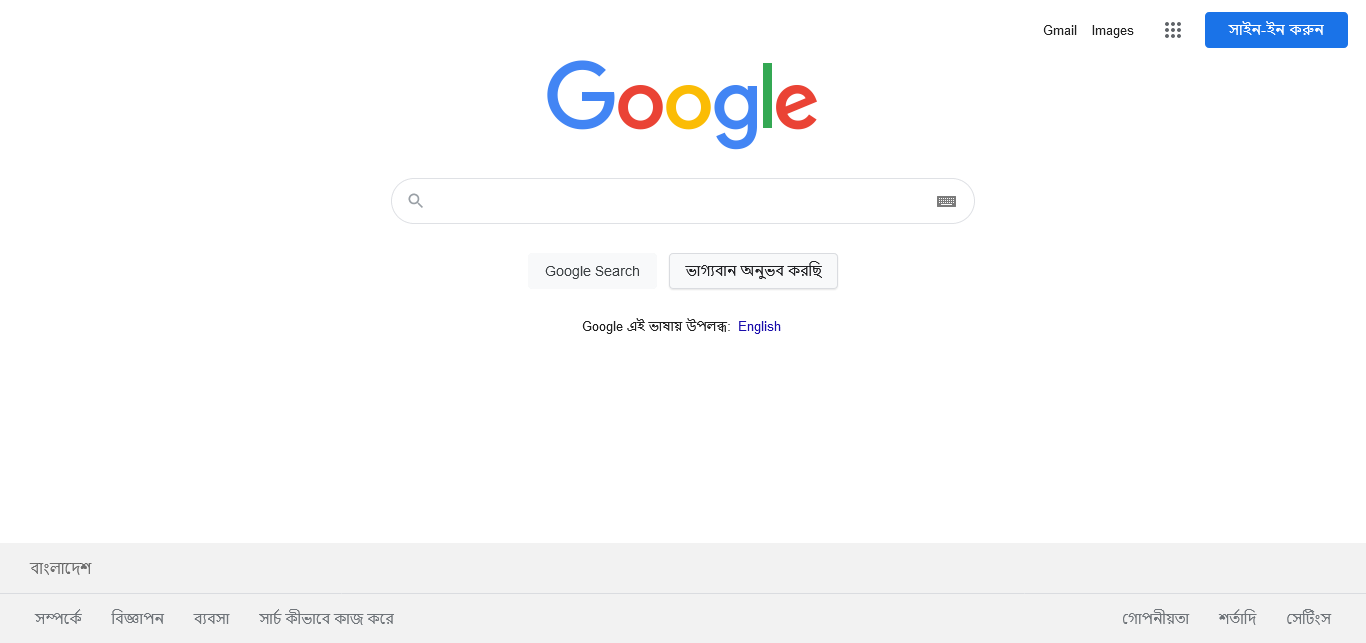 Gmail Images সাইন-ইন করুন
Google
Google Search ভাগ্যবান অনুভব করছি
Google এই ভাষায় উপলব্ধ: English
বাংলাদেশ
সম্পর্কে বিজ্ঞাপন ব্যবসা সার্চ কীভাবে কাজ করে গোপনীয়তা শর্তাদি সেটিংস